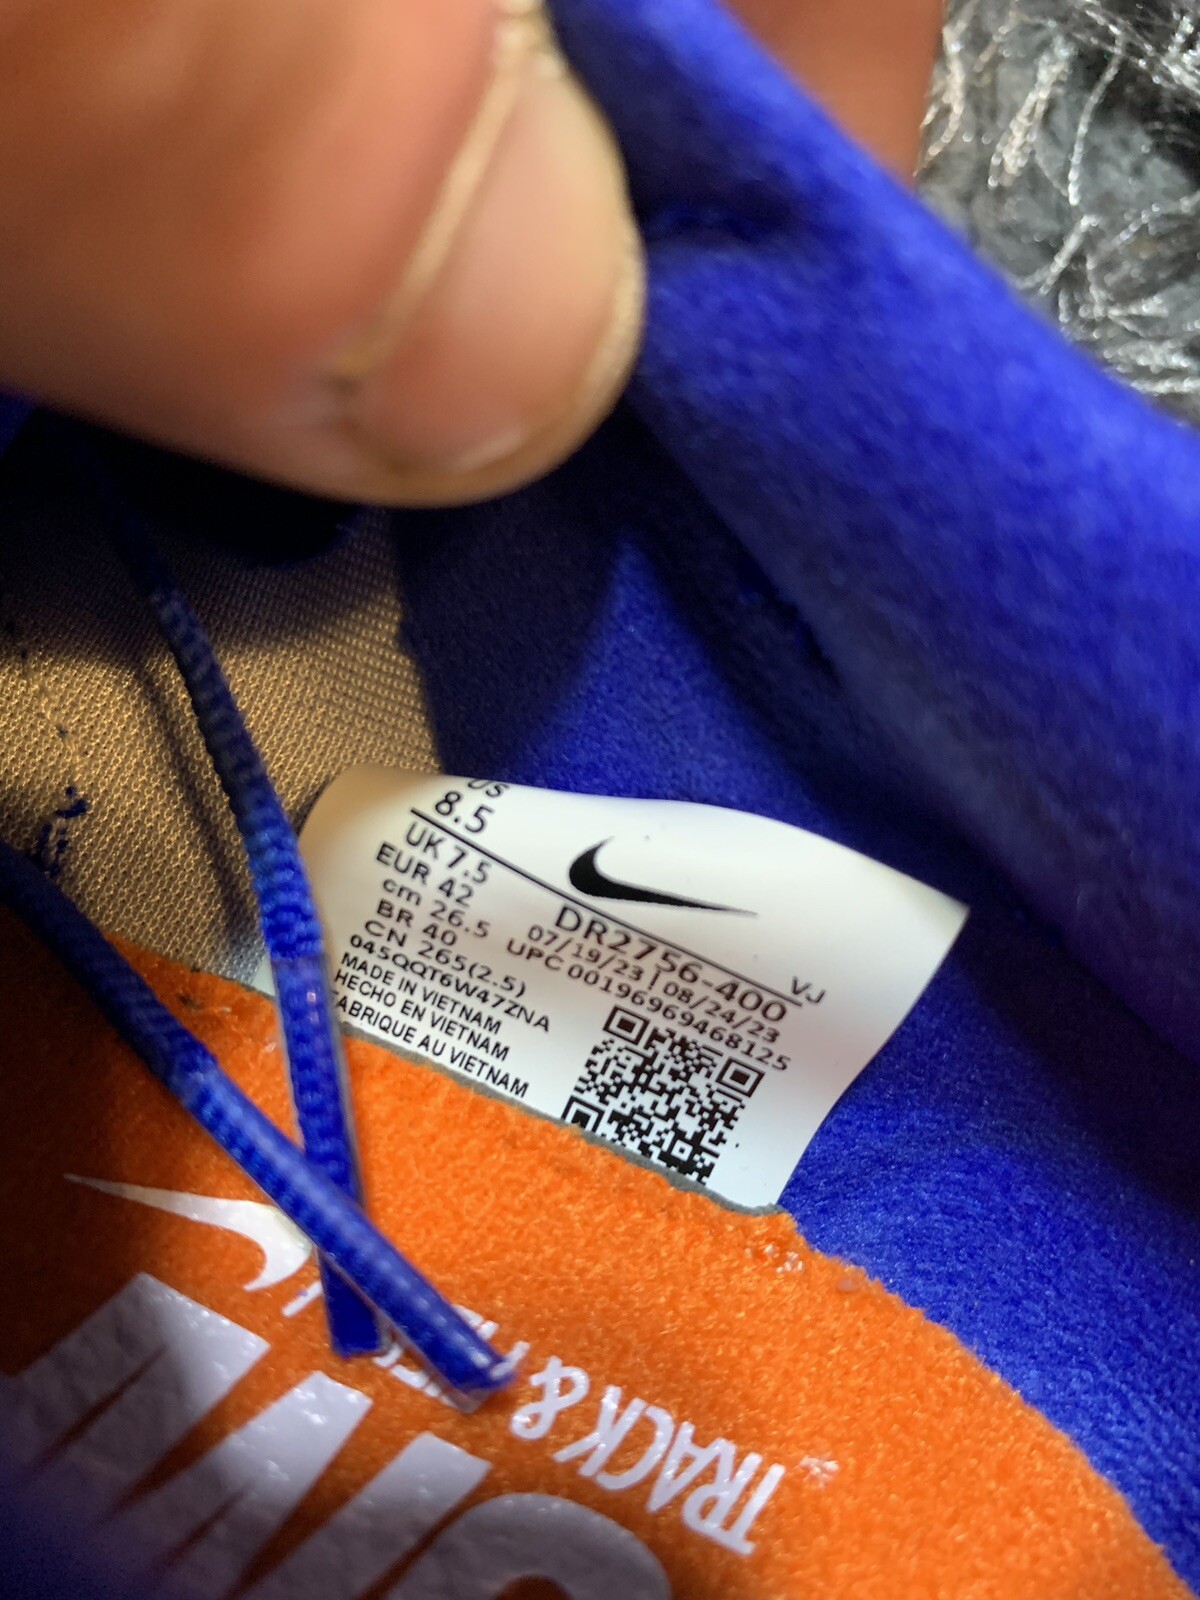 US
8.5
UK 7.5
EUR 42
cm 26.5
BR 40
CN 265(2.5)
045QQT6W47ZNA
MADE IN VIETNAM
HECHO EN VIETNAM
FABRIQUE AU VIETNAM
DR2756-400 VJ
07/19/23 | 08/24/23
UPC 00196969468125
TRACK &